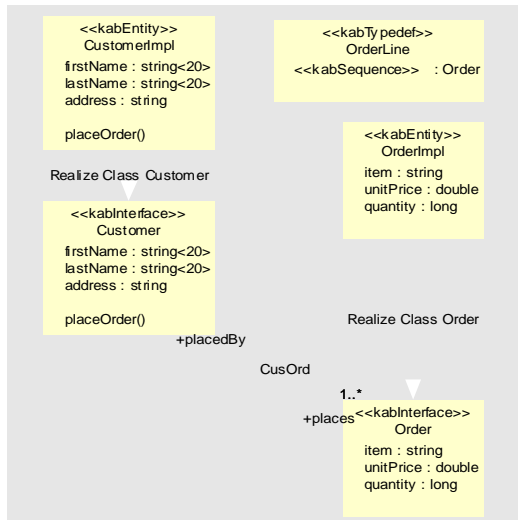 <<kabEntity>>
CustomerImpl
firstName : string<20>
lastName : string<20>
address : string
placeOrder()
<<kabTypedef>>
OrderLine
<<kabSequence>> : Order
<<kabEntity>>
OrderImpl
item : string
unitPrice : double
quantity : long
Realize Class Customer
<<kabInterface>>
Customer
firstName : string<20>
lastName : string<20>
address : string
placeOrder()
+placedBy
Realize Class Order
CusOrd
1..*
+places
<<kabInterface>>
Order
item : string
unitPrice : double
quantity : long